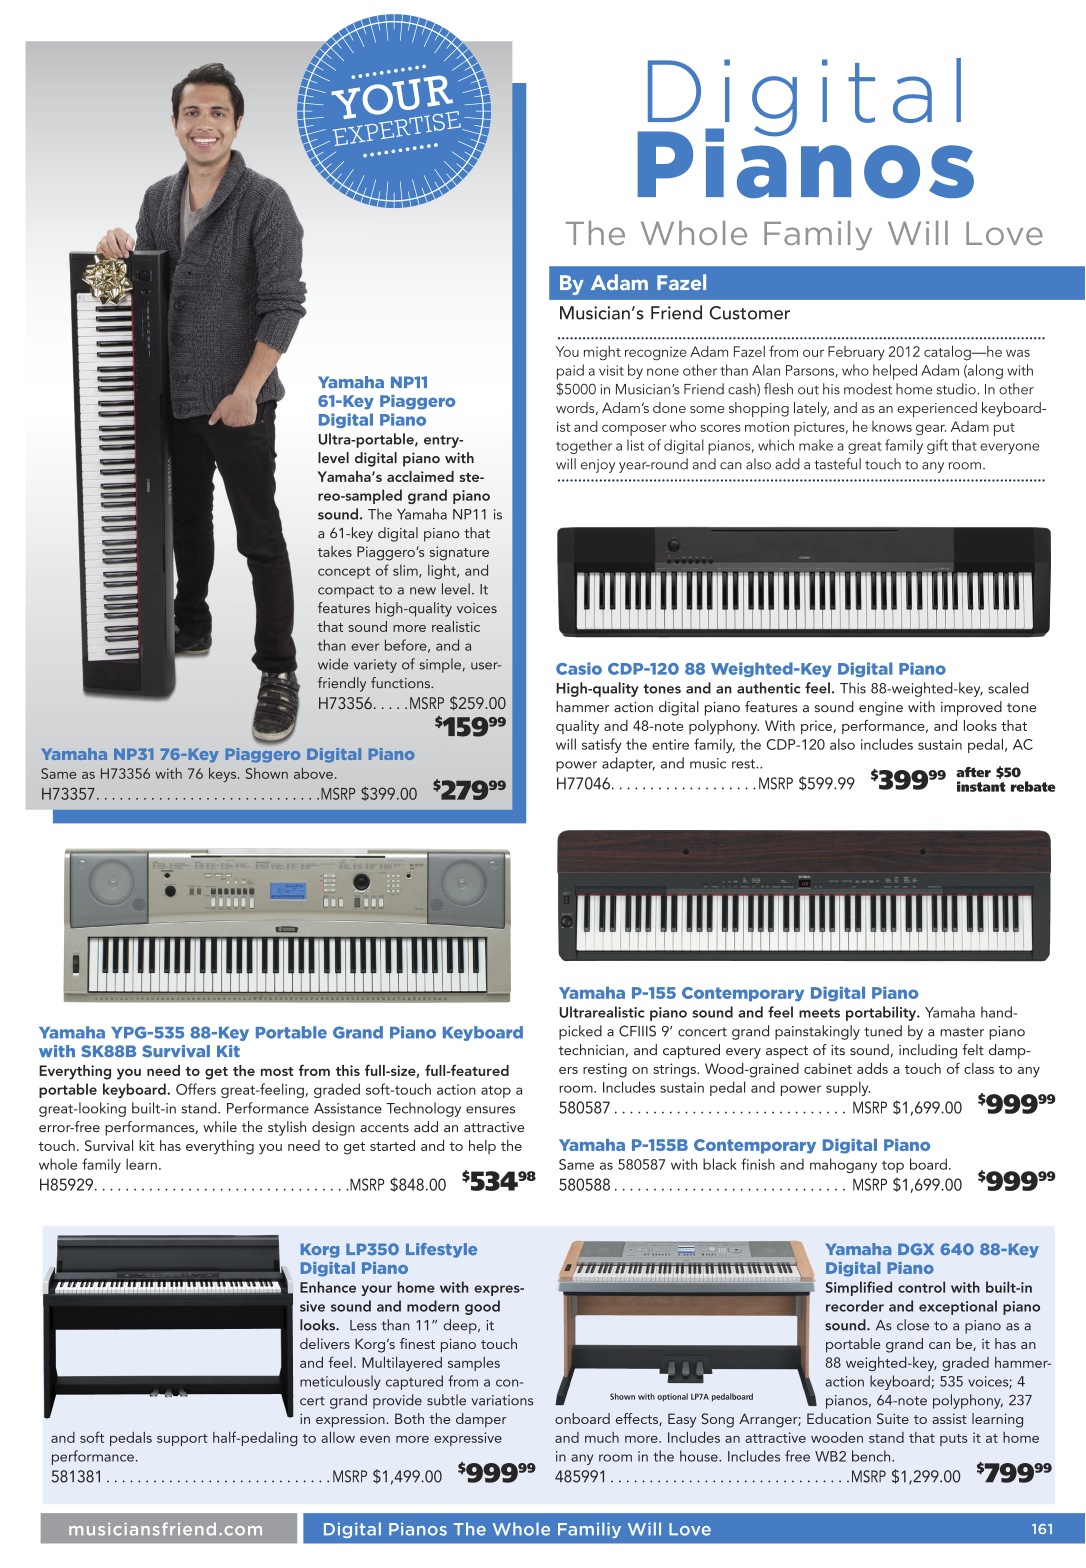 YOUR
EXPERTISE
Digital
Pianos
The Whole Family Will Love
By Adam Fazel
Musician's Friend Customer
You might recognize Adam Fazel from our February 2012 catalog—he was
paid a visit by none other than Alan Parsons, who helped Adam (along with
$5000 in Musician's Friend cash) flesh out his modest home studio. In other
words, Adam's done some shopping lately, and as an experienced keyboard-
ist and composer who scores motion pictures, he knows gear. Adam put
together a list of digital pianos, which make a great family gift that everyone
will enjoy year-round and can also add a tasteful touch to any room.
Yamaha NP11
61-Key Piaggero
Digital Piano
Ultra-portable, entry-
level digital piano with
Yamaha's acclaimed ste-
reo-sampled grand piano
sound. The Yamaha NP11 is
a 61-key digital piano that
takes Piaggero's signature
concept of slim, light, and
compact to a new level. It
features high-quality voices
that sound more realistic
than ever before, and a
wide variety of simple, user-
friendly functions.
H73356. . . . .MSRP $259.00
$159.99
Yamaha NP31 76-Key Piaggero Digital Piano
Same as H73356 with 76 keys. Shown above.
H73357. . . . . . . . . . . . . . . . . . . . . . . . . . . . .MSRP $399.00 $279.99
Casio CDP-120 88 Weighted-Key Digital Piano
High-quality tones and an authentic feel. This 88-weighted-key, scaled
hammer action digital piano features a sound engine with improved tone
quality and 48-note polyphony. With price, performance, and looks that
will satisfy the entire family, the CDP-120 also includes sustain pedal, AC
power adapter, and music rest..
H77046. . . . . . . . . . . . . . . . . . .MSRP $599.99 $399.99 after $50
instant rebate
Yamaha YPG-535 88-Key Portable Grand Piano Keyboard
with SK88B Survival Kit
Everything you need to get the most from this full-size, full-featured
portable keyboard. Offers great-feeling, graded soft-touch action atop a
great-looking built-in stand. Performance Assistance Technology ensures
error-free performances, while the stylish design accents add an attractive
touch. Survival kit has everything you need to get started and to help the
whole family learn.
H85929. . . . . . . . . . . . . . . . . . . . . . . . . . . . . . . . .MSRP $848.00 $534.98
Yamaha P-155 Contemporary Digital Piano
Ultrarealistic piano sound and feel meets portability. Yamaha hand-
picked a CFIIIS 9' concert grand painstakingly tuned by a master piano
technician, and captured every aspect of its sound, including felt damp-
ers resting on strings. Wood-grained cabinet adds a touch of class to any
room. Includes sustain pedal and power supply.
580587 . . . . . . . . . . . . . . . . . . . . . . . . . . . . . . MSRP $1,699.00 $999.99
Yamaha P-155B Contemporary Digital Piano
Same as 580587 with black finish and mahogany top board.
580588 . . . . . . . . . . . . . . . . . . . . . . . . . . . . . . MSRP $1,699.00 $999.99
Korg LP350 Lifestyle
Digital Piano
Enhance your home with expres-
sive sound and modern good
looks. Less than 11" deep, it
delivers Korg's finest piano touch
and feel. Multilayered samples
meticulously captured from a con-
cert grand provide subtle variations
in expression. Both the damper
and soft pedals support half-pedaling to allow even more expressive
performance.
581381 . . . . . . . . . . . . . . . . . . . . . . . . . . . . .MSRP $1,499.00 $999.99
Shown with optional LP7A pedalboard
Yamaha DGX 640 88-Key
Digital Piano
Simplified control with built-in
recorder and exceptional piano
sound. As close to a piano as a
portable grand can be, it has an
88 weighted-key, graded hammer-
action keyboard; 535 voices; 4
pianos, 64-note polyphony, 237
onboard effects, Easy Song Arranger; Education Suite to assist learning
and much more. Includes an attractive wooden stand that puts it at home
in any room in the house. Includes free WB2 bench.
485991 . . . . . . . . . . . . . . . . . . . . . . . . . . . . . . .MSRP $1,299.00 $799.99
musiciansfriend.com
Digital Pianos The Whole Familiy Will Love
161